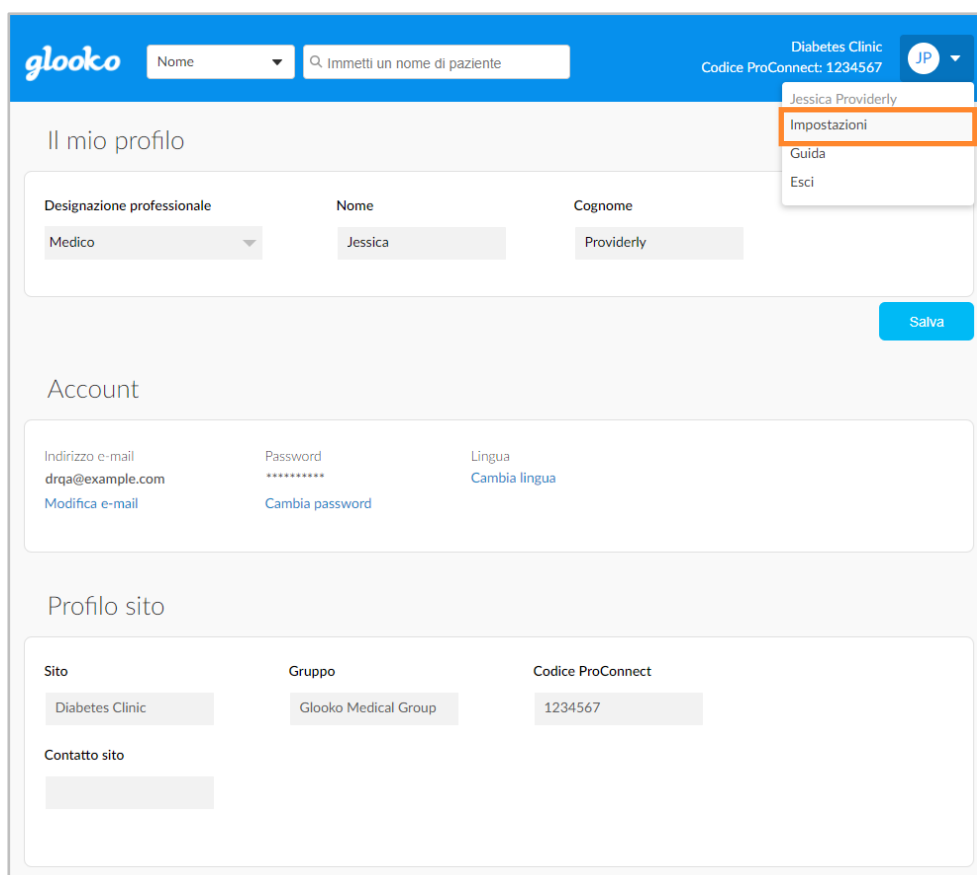 glooko
Nome
Immetti un nome di paziente
Diabetes Clinic
Codice ProConnect: 1234567
JP
Jessica Providerly
Impostazioni
Guida
Esci
Il mio profilo
Designazione professionale
Nome
Cognome
Medico
Jessica
Providerly
Salva
Account
Indirizzo e-mail
Password
Lingua
drqa@example.com
**********
Cambia lingua
Modifica e-mail
Cambia password
Profilo sito
Sito
Gruppo
Codice ProConnect
Diabetes Clinic
Glooko Medical Group
1234567
Contatto sito